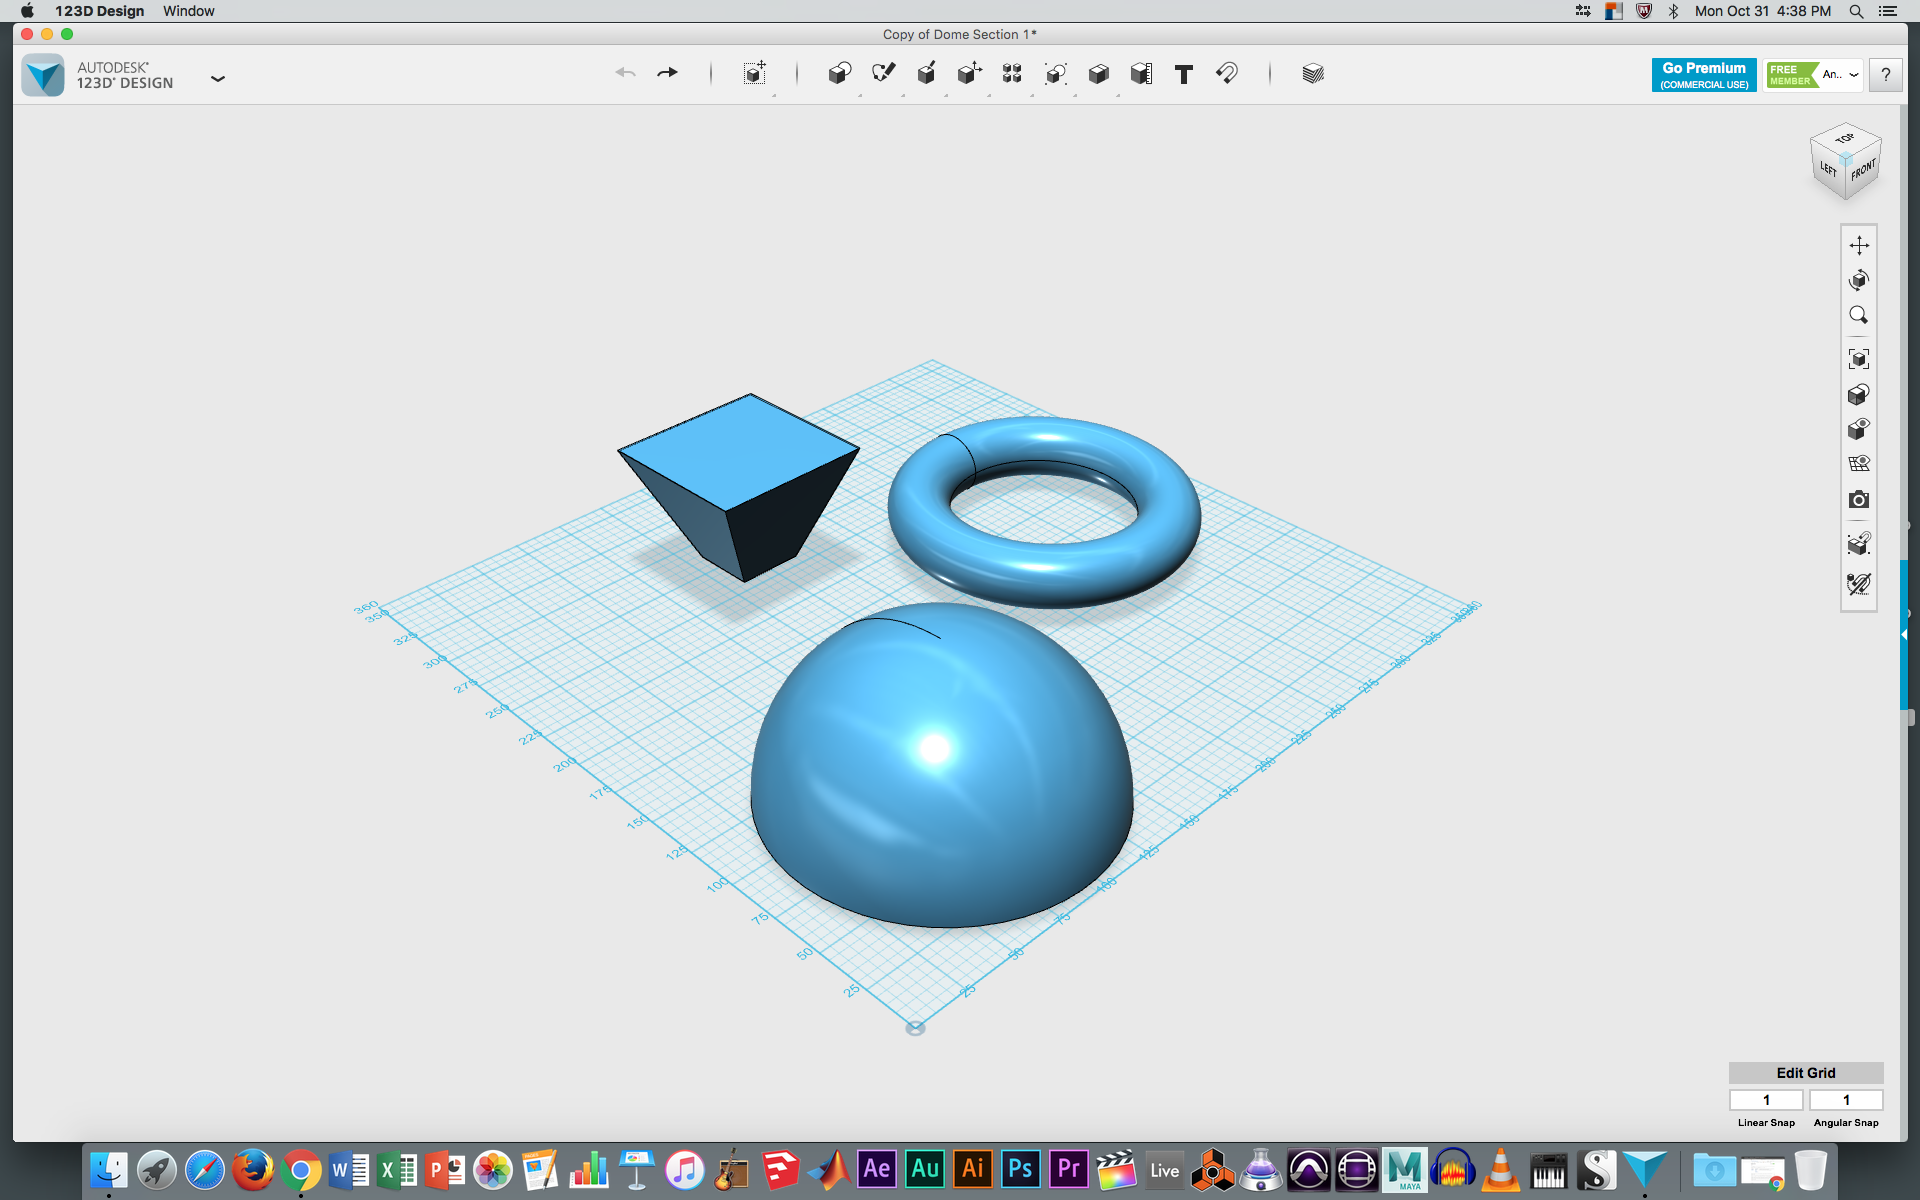 123D Design Window
Mon Oct 31 4:38 PM
Copy of Dome Section 1*
AUTODESK®
123D® DESIGN
Go Premium
(COMMERCIAL USE)
FREE
MEMBER
An..
?
TOP
LEFT
FRONT
360
350
325
300
275
250
225
200
175
150
125
100
75
50
25
325
300
275
250
225
200
175
150
125
100
75
50
25
Edit Grid
1
1
Linear Snap
Angular Snap
W
X
P
Ae
Au
Ai
Ps
Pr
Live
M
MAYA
S